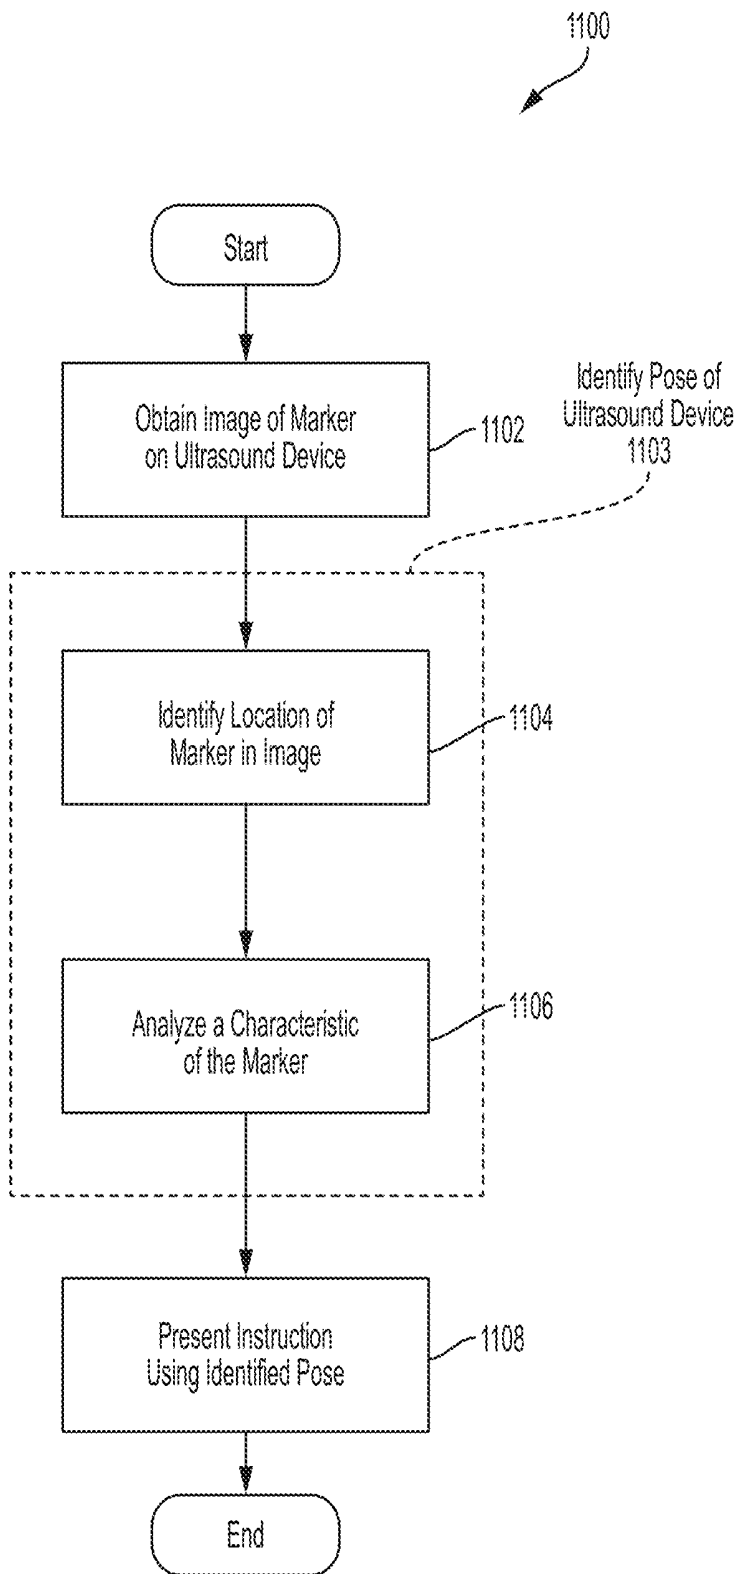 1100
Start
Obtain Image of Marker
on Ultrasound Device
1102
Identify Pose of
Ultrasound Device
1103
Identify Location of
Marker in Image
1104
Analyze a Characteristic
of the Marker
1106
Present Instruction
Using Identified Pose
1108
End